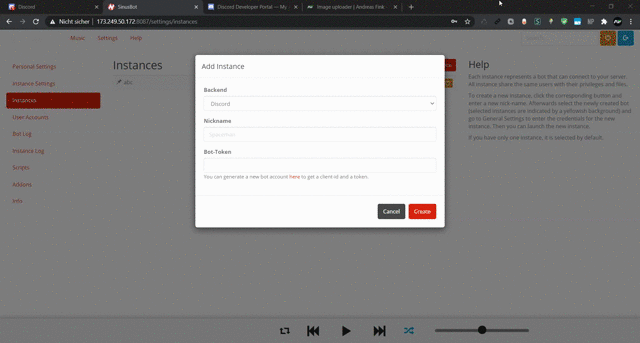 Discord
SinusBot
Discord Developer Portal — My
Image uploader | Andreas Fink
Nicht sicher | 173.249.50.172:8087/settings/instances
Music
Settings
Help
Personal Settings
Instance Settings
Instances
User Accounts
Bot Log
Instance Log
Scripts
Addons
Info
Instances
abc
Add Instance
Backend
Discord
Nickname
Bot-Token
You can generate a new bot account here to get a client-id and a token.
Cancel
Create
Help
Each instance represents a bot that can connect to your server.
All instances share the same users with their privileges and files.
To create a new instance, click the corresponding button and
enter a new nick-name. Afterwards select the newly created bot
(selected instances are indicated by a yellowish background) and
go to General Settings to enter the credentials for the new
instance. Then you can launch the new instance.
If you have only one instance, it is selected by default.